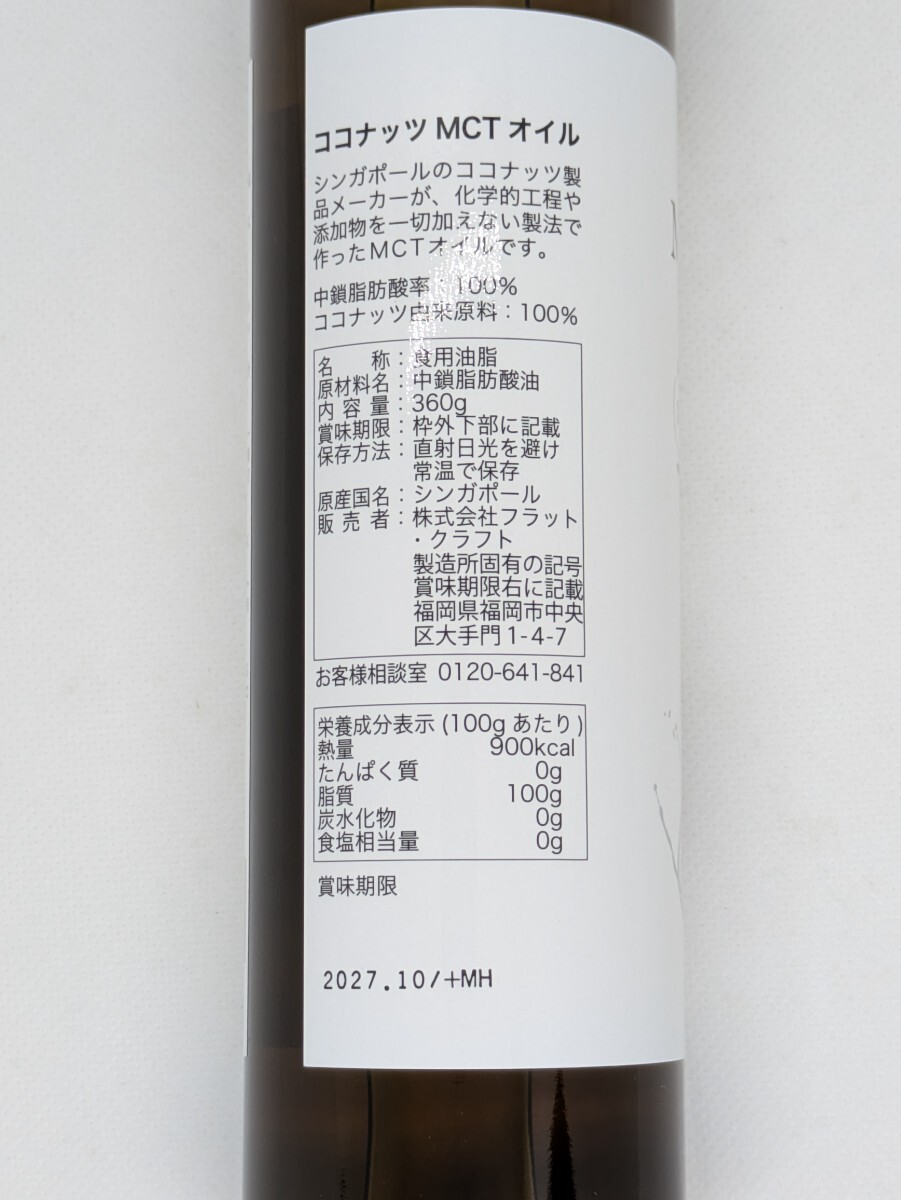 ココナッツ MCT オイル
シンガポールのココナッツ製
品メーカーが、化学的工程や
添加物を一切加えない製法で
作ったMCTオイルです。
中鎖脂肪酸率：100%
ココナッツ由来原料：100%
名　　称：食用油脂
原材料名：中鎖脂肪酸油
内 容 量：360g
賞味期限：枠外下部に記載
保存方法：直射日光を避け
常温で保存
原産国名：シンガポール
販 売 者：株式会社フラット
・クラフト
製造所固有の記号
賞味期限右に記載
福岡県福岡市中央
区大手門 1-4-7
お客様相談室 0120-641-841
栄養成分表示 (100g あたり)
熱量 900kcal
たんぱく質 0g
脂質 100g
炭水化物 0g
食塩相当量 0g
賞味期限
2027.10/+MH